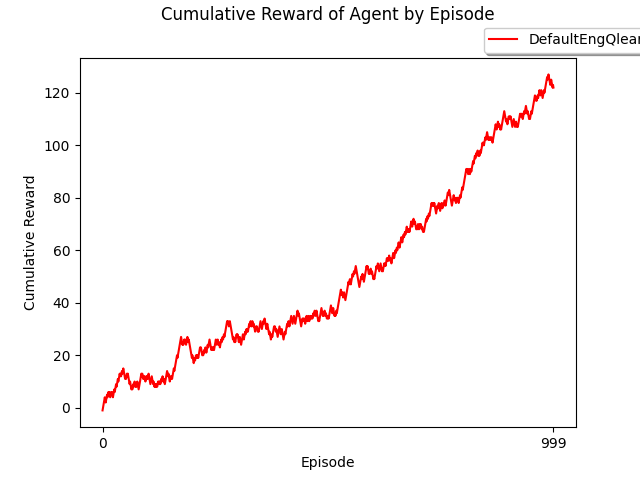 Cumulative Reward of Agent by Episode
DefaultEngQlear
120
100
80
60
40
20
0
Cumulative Reward
0
999
Episode